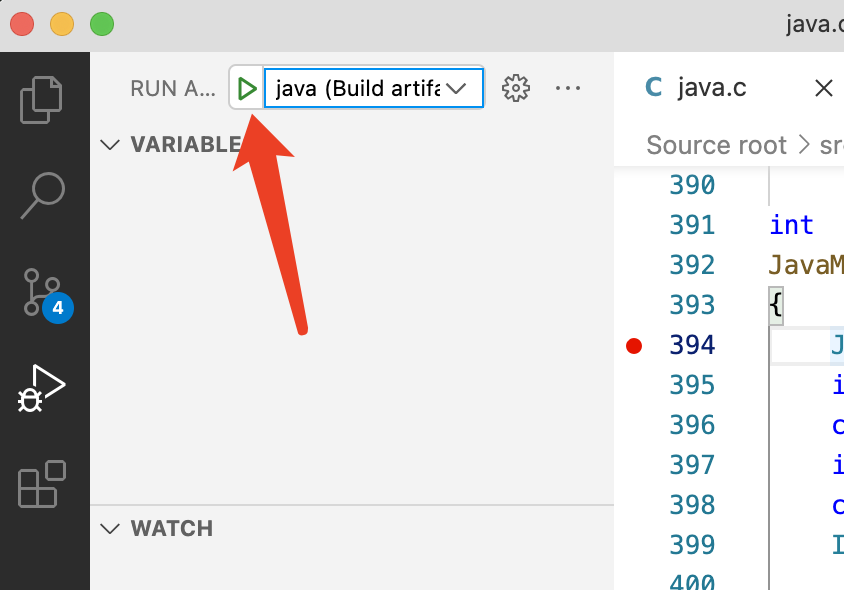 java.c
RUN A...
java (Build artifa
···
VARIABLE
4
WATCH
C java.c
Source root > sr
390
391 int
392 JavaM
393 {
394 J
395 i
396 c
397 i
398 c
399 I
400